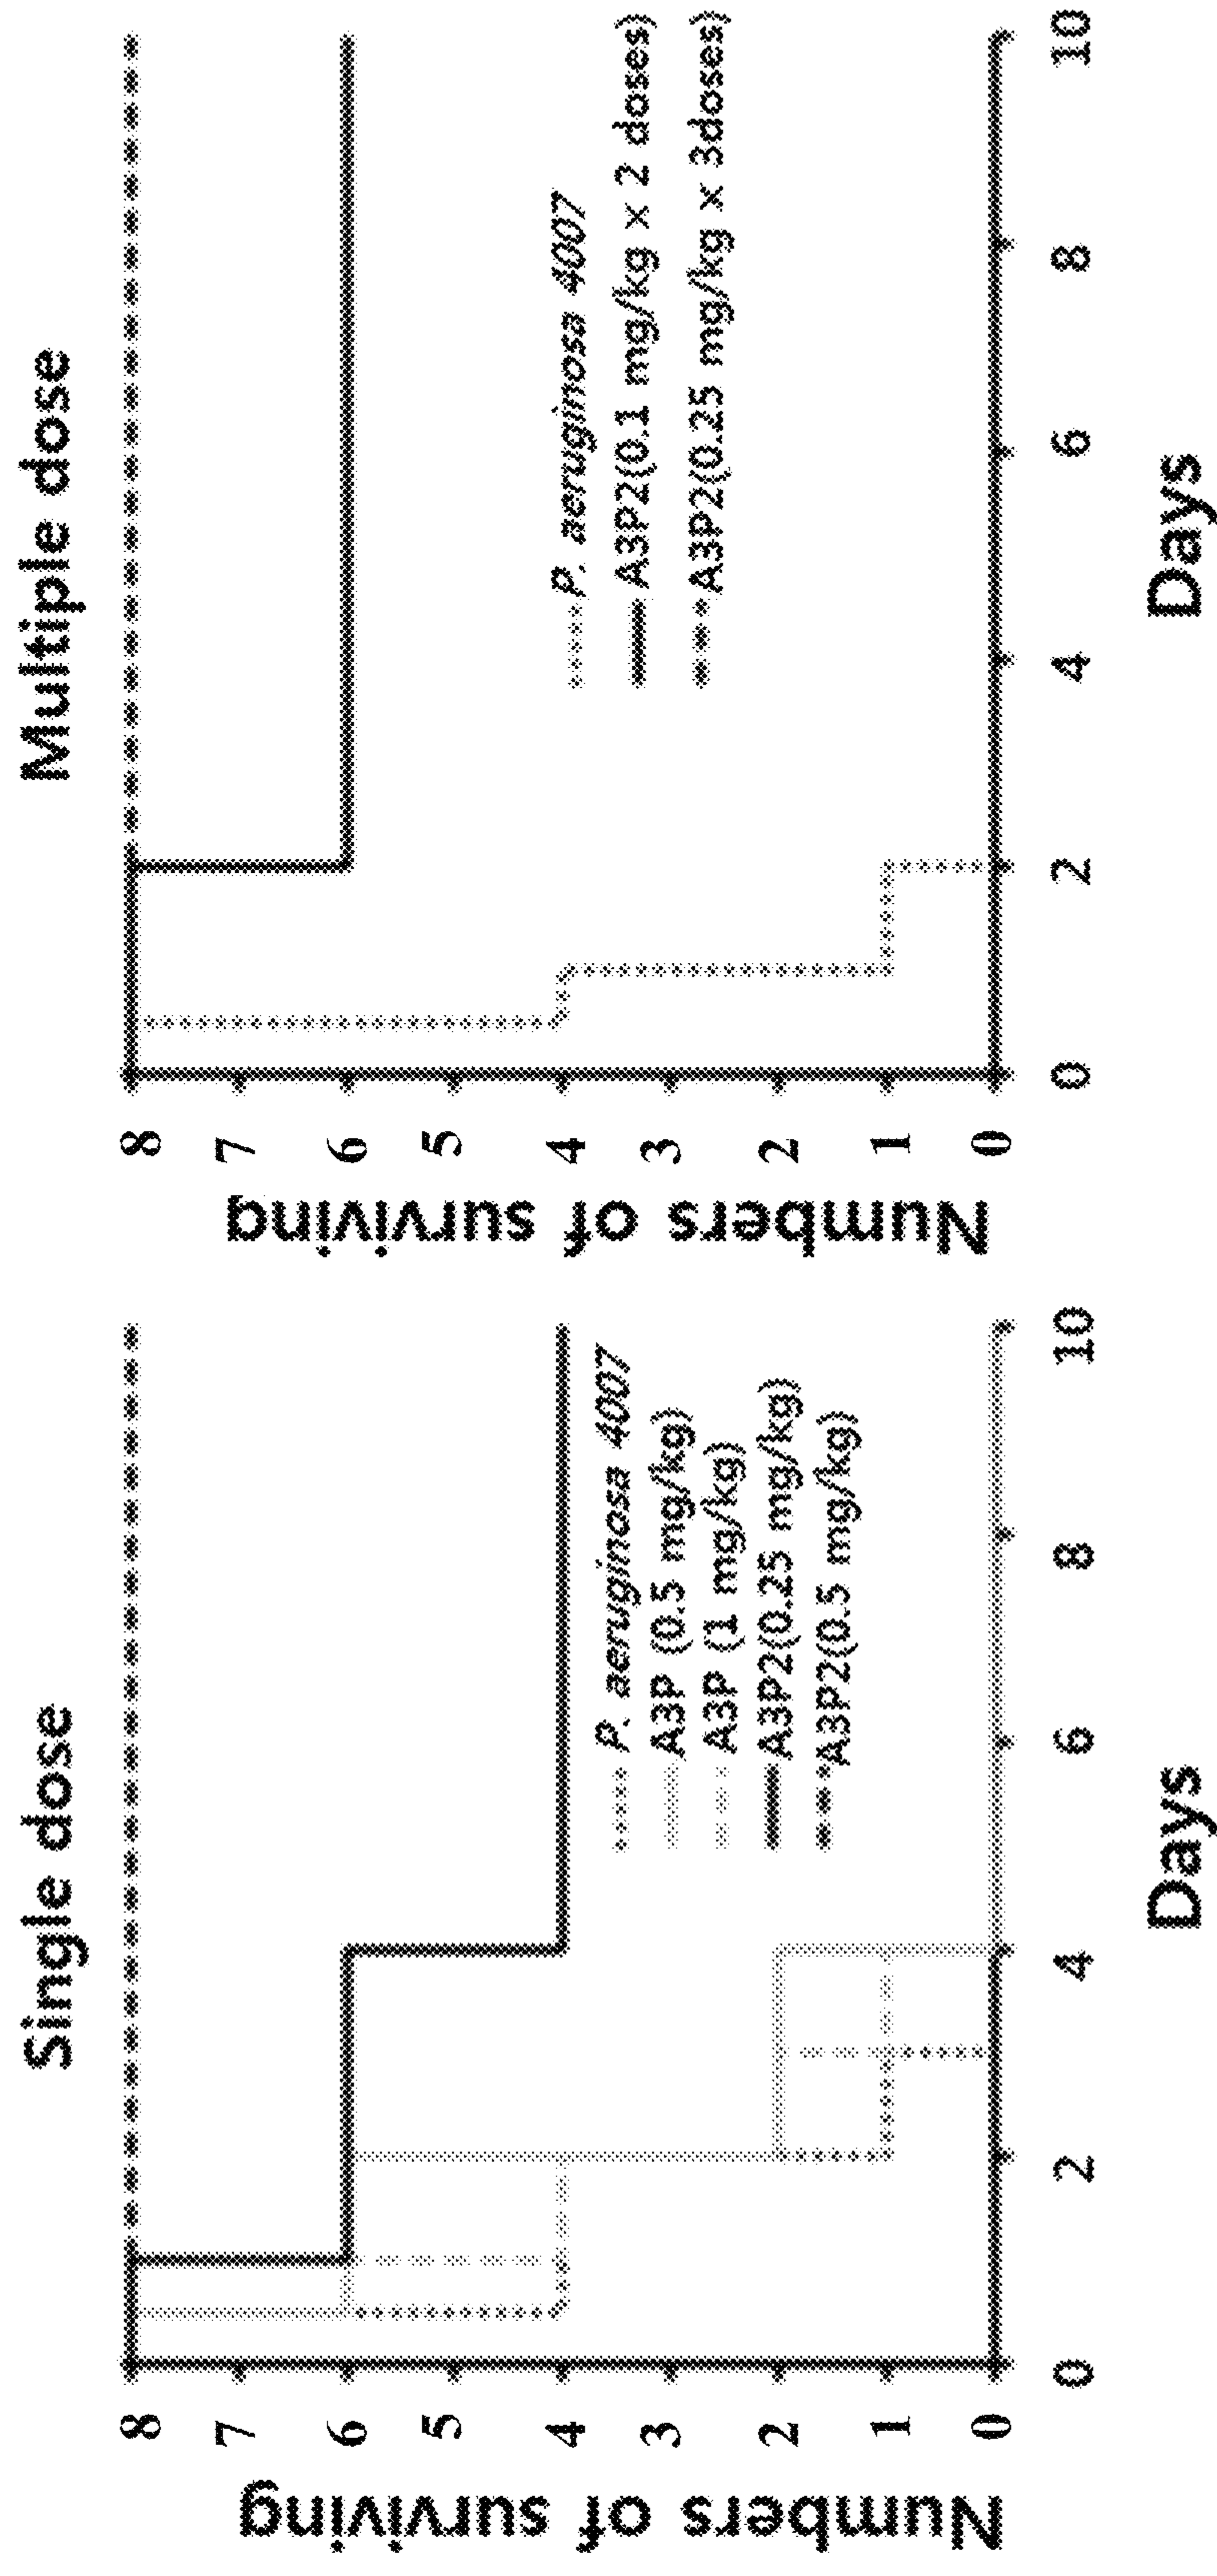 Single dose
Numbers of surviving
8
7
6
5
4
3
2
1
0
P. aeruginosa 4007
A3P (0.5 mg/kg)
A3P (1 mg/kg)
A3P2(0.25 mg/kg)
A3P2(0.5 mg/kg)
0 2 4 6 8 10
Days
Multiple dose
Numbers of surviving
8
7
6
5
4
3
2
1
0
P. aeruginosa 4007
A3P2(0.1 mg/kg × 2 doses)
A3P2(0.25 mg/kg × 3doses)
0 2 4 6 8 10
Days